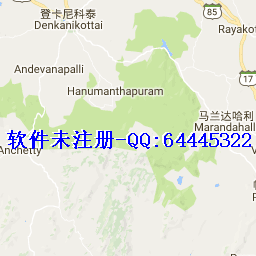 登卡尼科泰
Denkanikottai
85
Rayakot
Andevanapalli
Hanumanthapuram
马兰达哈利
Marandahall
软件未注册-QQ:64445322
Anchetty